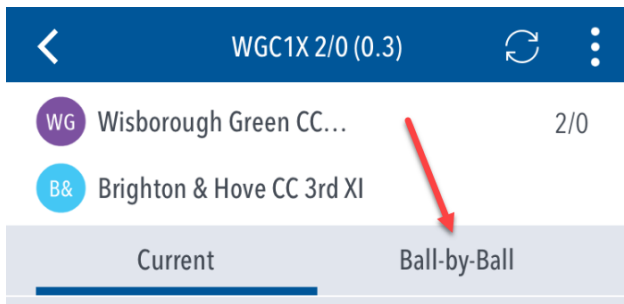 WGC1X 2/0 (0.3)
WG Wisborough Green CC... 2/0
B& Brighton & Hove CC 3rd XI
Current Ball-by-Ball